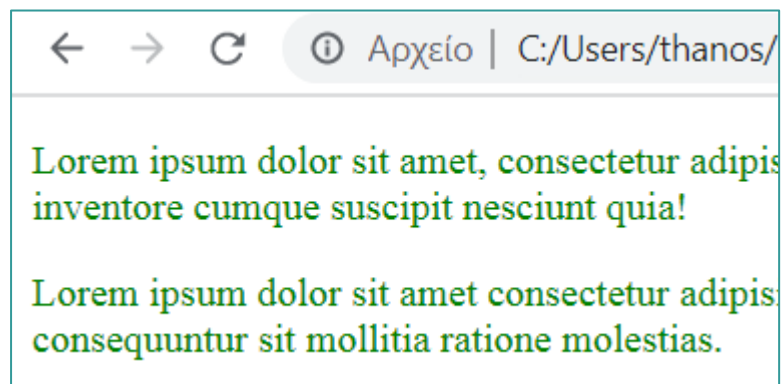 Αρχείο | C:/Users/thanos/
Lorem ipsum dolor sit amet, consectetur adipis
inventore cumque suscipit nesciunt quia!
Lorem ipsum dolor sit amet consectetur adipis
consequuntur sit mollitia ratione molestias.